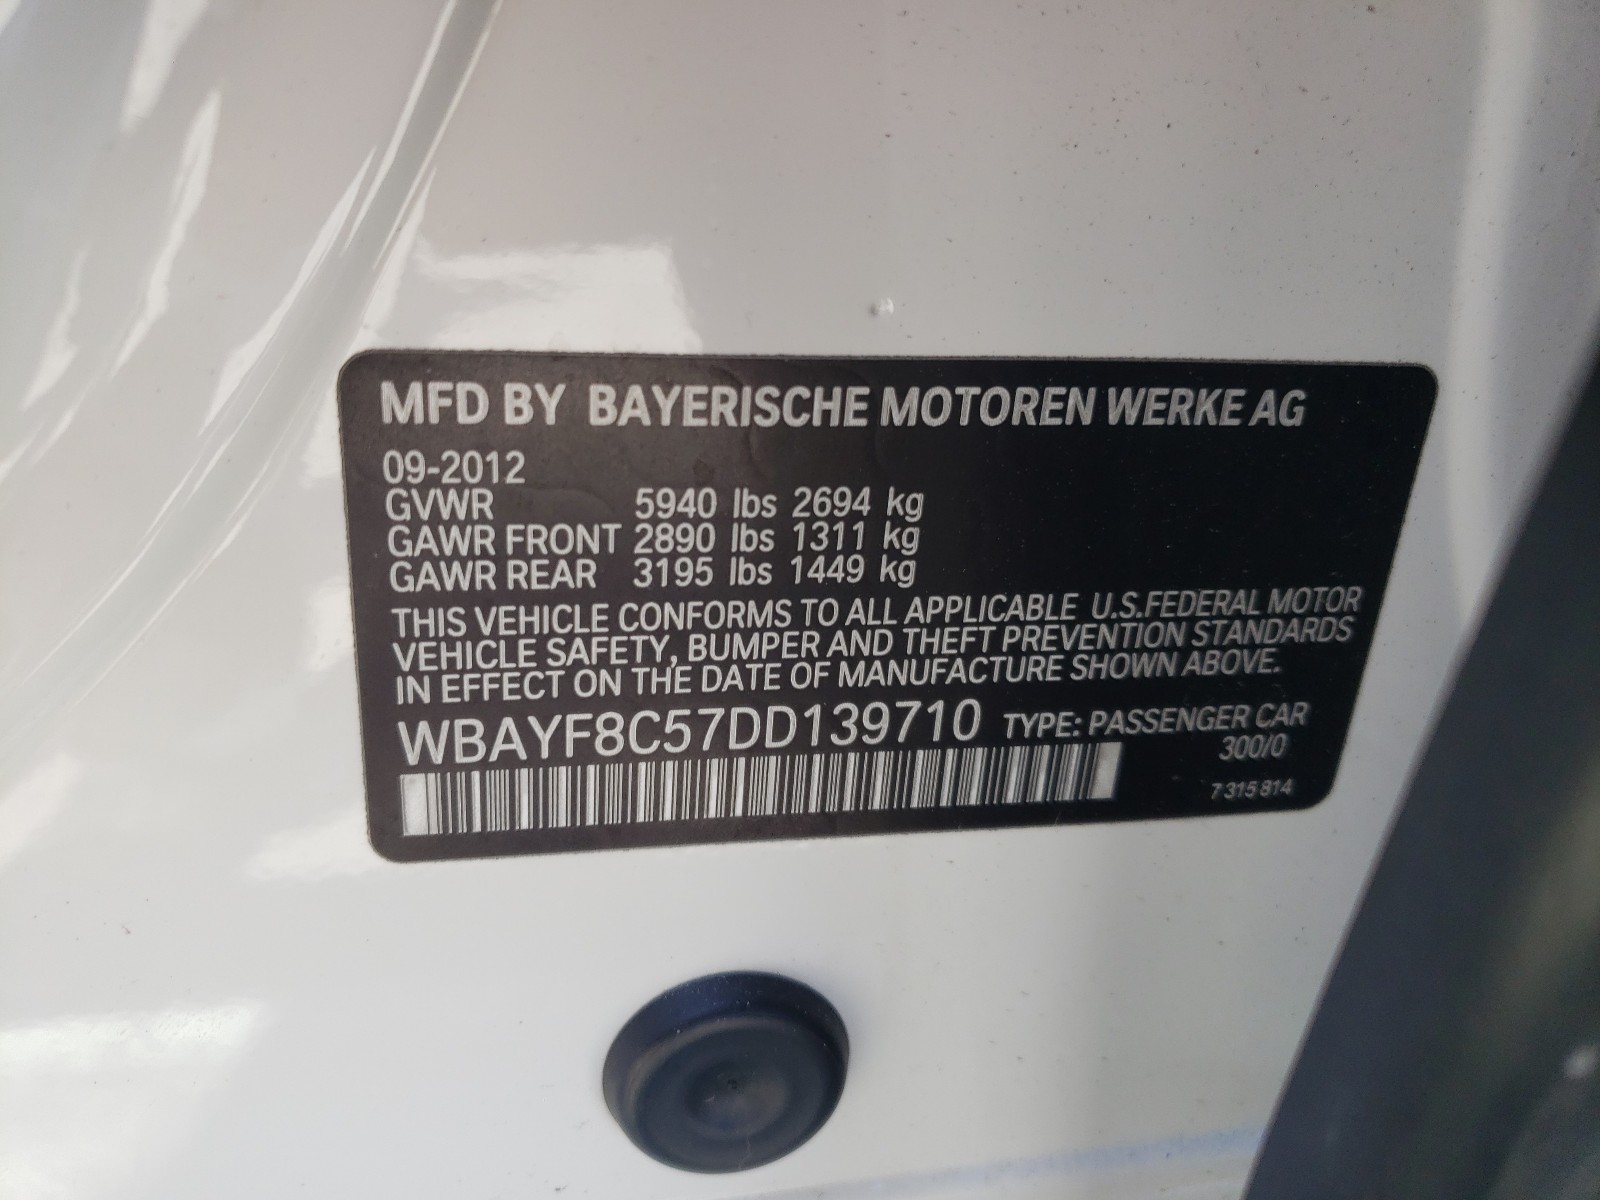 MFD BY BAYERISCHE MOTOREN WERKE AG
09-2012
GVWR 5940 lbs 2694 kg
GAWR FRONT 2890 lbs 1311 kg
GAWR REAR 3195 lbs 1449 kg
THIS VEHICLE CONFORMS TO ALL APPLICABLE U.S.FEDERAL MOTOR
VEHICLE SAFETY, BUMPER AND THEFT PREVENTION STANDARDS
IN EFFECT ON THE DATE OF MANUFACTURE SHOWN ABOVE.
WBAYF8C57DD139710 TYPE: PASSENGER CAR
300/0
7 315 814